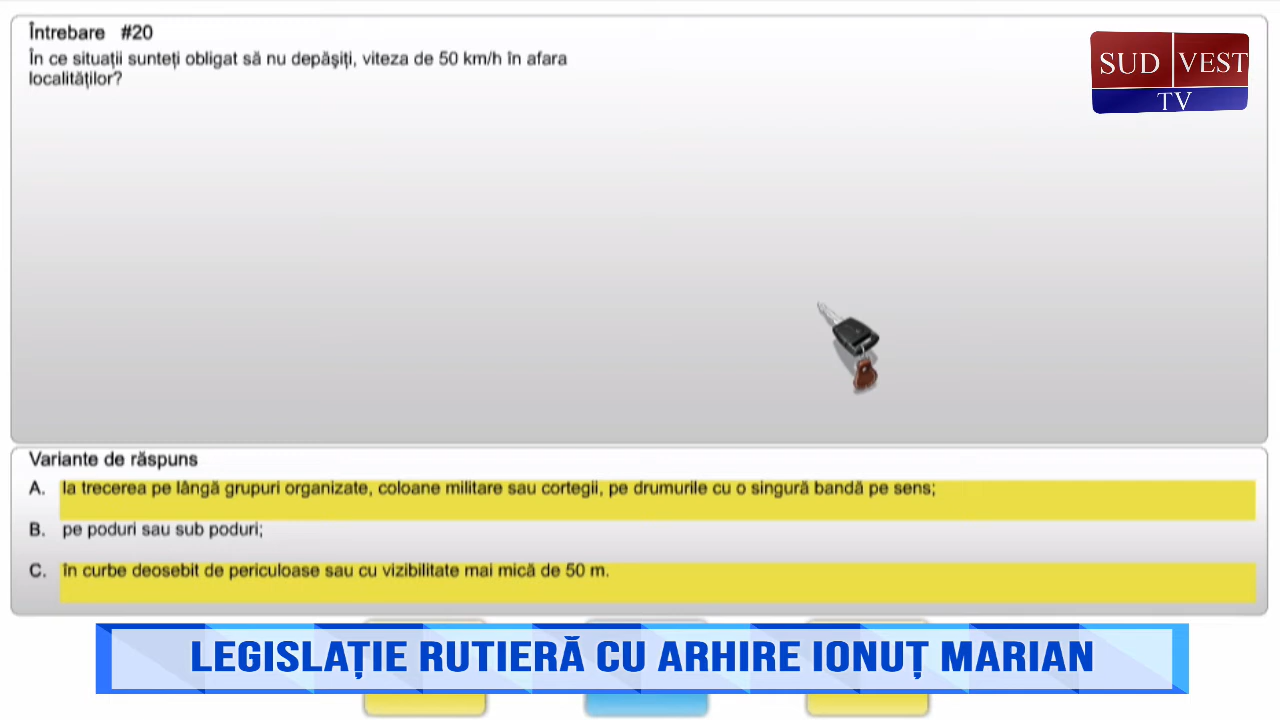 Întrebare #20
În ce situații sunteți obligat să nu depăşiți, viteza de 50 km/h în afara
localităților?
SUD VEST
TV
Variante de răspuns
A. la trecerea pe lângă grupuri organizate, coloane militare sau cortegii, pe drumurile cu o singură bandă pe sens;
B. pe poduri sau sub poduri;
C. în curbe deosebit de periculoase sau cu vizibilitate mai mică de 50 m.
LEGISLAȚIE RUTIERĂ CU ARHIRE IONUȚ MARIAN